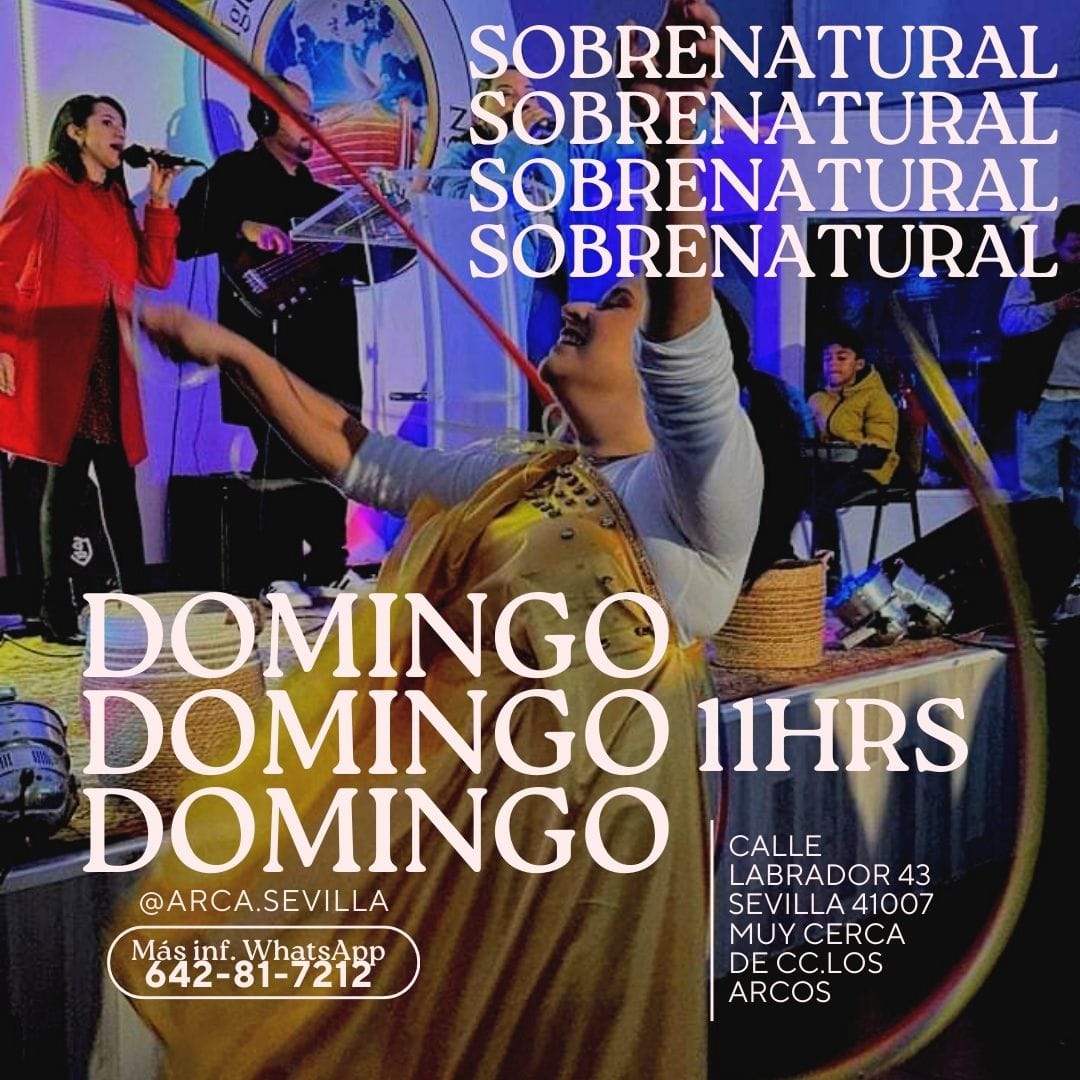 SOBRENATURAL
SOBRENATURAL
SOBRENATURAL
SOBRENATURAL
DOMINGO
DOMINGO
DOMINGO
11HRS
@ARCA.SEVILLA
Más inf. WhatsApp
642-81-7212
CALLE
LABRADOR 43
SEVILLA 41007
MUY CERCA
DE CC.LOS
ARCOS